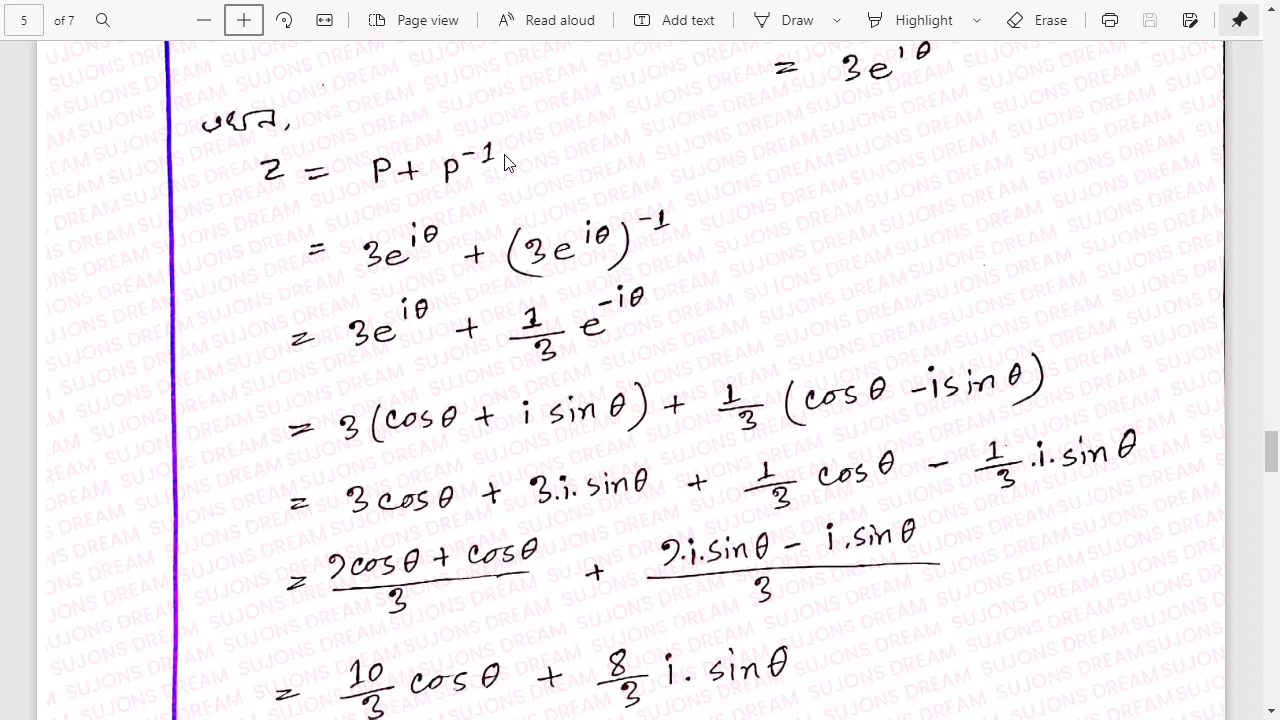 5 of 7 Page view Read aloud Add text Draw Highlight Erase
= 3e^{iθ}
এখন,
z = P + P^{-1}
= 3e^{iθ} + (3e^{iθ})^{-1}
= 3e^{iθ} + 1/3 e^{-iθ}
= 3(cosθ + i sinθ) + 1/3 (cosθ - i sinθ)
= 3cosθ + 3.i.sinθ + 1/3 cosθ - 1/3 .i.sinθ
= (9cosθ + cosθ)/3 + (9.i.sinθ - i.sinθ)/3
= 10/3 cosθ + 8/3 i. sinθ
SUJONS DREAM